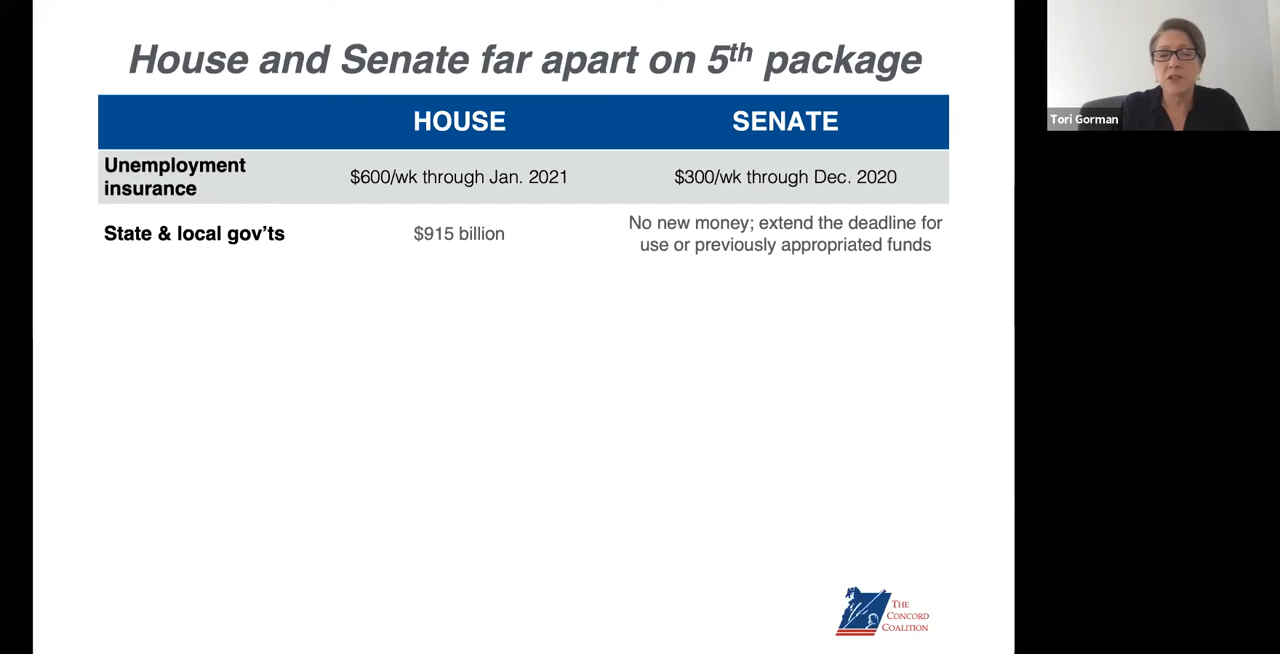 House and Senate far apart on 5th package
HOUSE
SENATE
Unemployment
insurance
$600/wk through Jan. 2021
$300/wk through Dec. 2020
State & local gov’ts
$915 billion
No new money; extend the deadline for
use or previously appropriated funds
THE
CONCORD
COALITION
Tori Gorman